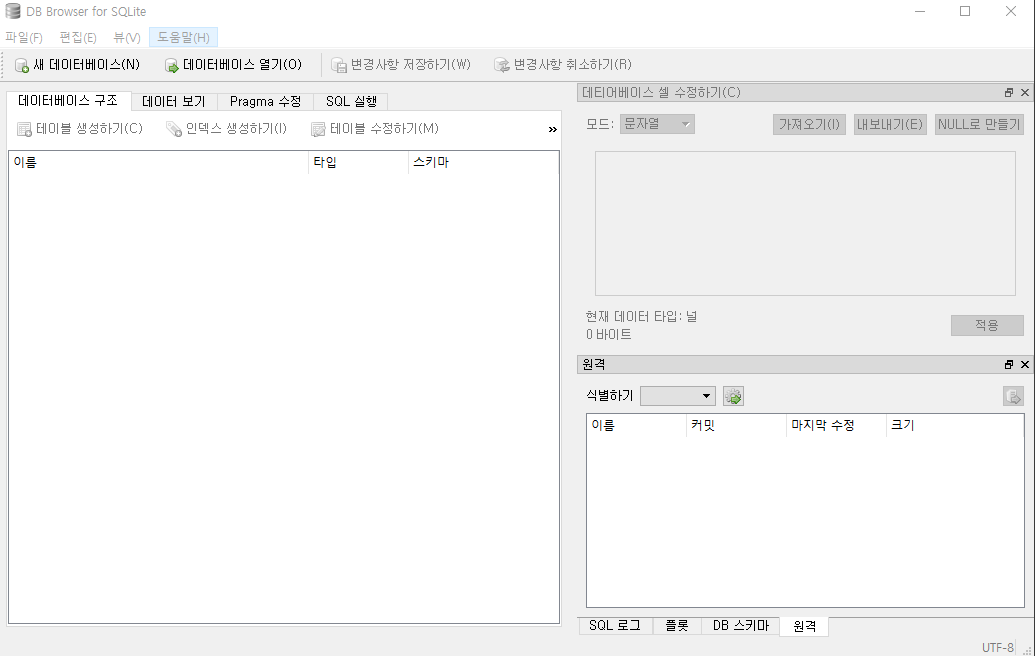 DB Browser for SQLite
파일(F) 편집(E) 뷰(V) 도움말(H)
새 데이터베이스(N) 데이터베이스 열기(O) 변경사항 저장하기(W) 변경사항 취소하기(R)
데이터베이스 구조 데이터 보기 Pragma 수정 SQL 실행
테이블 생성하기(C) 인덱스 생성하기(I) 테이블 수정하기(M) »
이름 타입 스키마
데티어베이스 셀 수정하기(C)
모드: 문자열 가져오기(I) 내보내기(E) NULL로 만들기
현재 데이터 타입: 널
0 바이트
적용
원격
식별하기
이름 커밋 마지막 수정 크기
SQL 로그 플롯 DB 스키마 원격
UTF-8